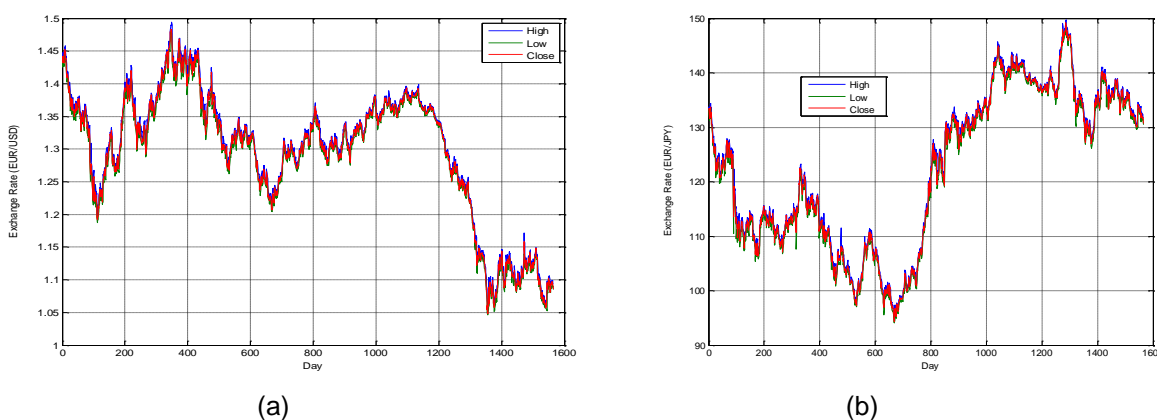 1.5
1.45
1.4
1.35
1.3
1.25
1.2
1.15
1.1
1.05
1
0 200 400 600 800 1000 1200 1400 1600
Day
Exchange Rate (EUR/USD)
High
Low
Close
(a)
150
140
130
120
110
100
90
0 200 400 600 800 1000 1200 1400 1600
Day
Exchange Rate (EUR/JPY)
High
Low
Close
(b)